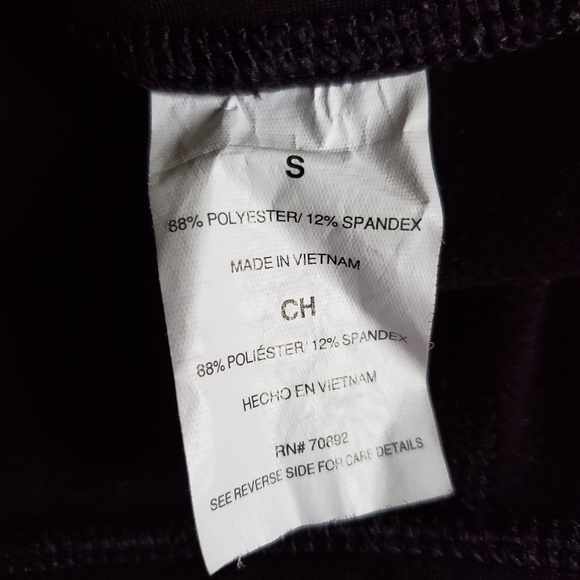 S
88% POLYESTER/ 12% SPANDEX
MADE IN VIETNAM
CH
88% POLIÉSTER/ 12% SPANDEX
HECHO EN VIETNAM
RN# 70892
SEE REVERSE SIDE FOR CARE DETAILS